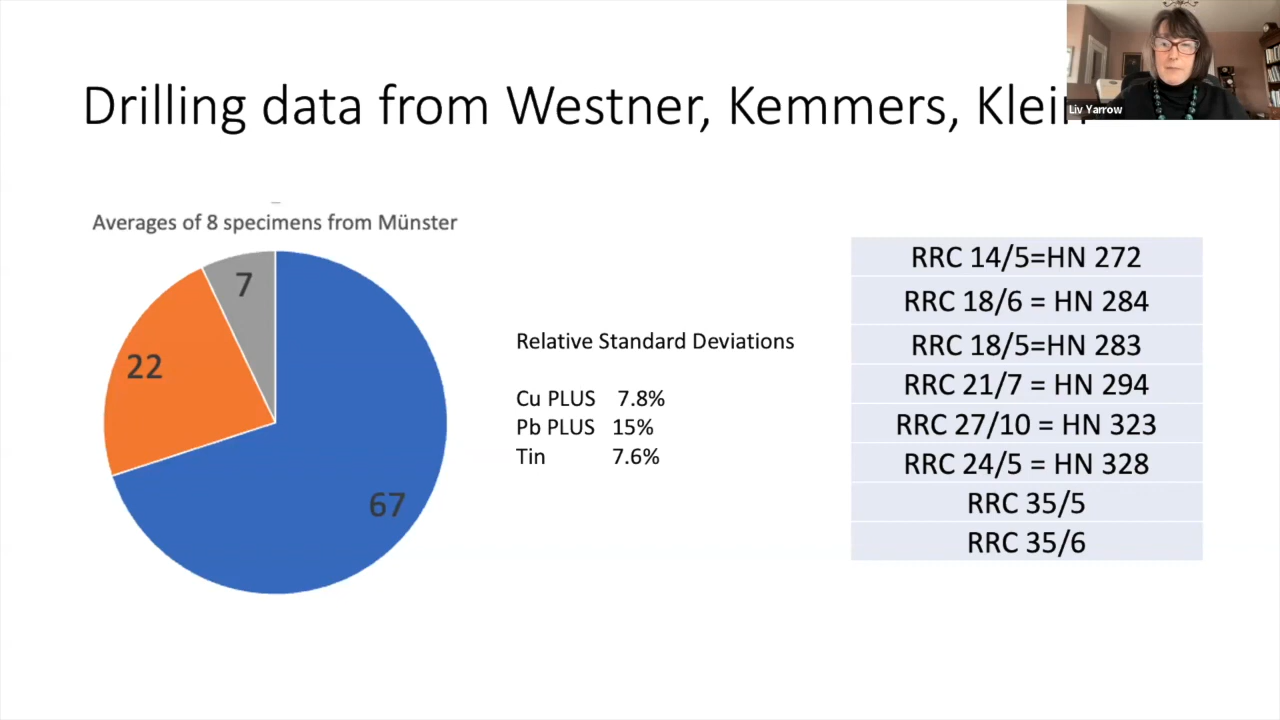 Drilling data from Westner, Kemmers, Klein
Liv Yarrow
Averages of 8 specimens from Münster
7
22
67
Relative Standard Deviations
Cu PLUS 7.8%
Pb PLUS 15%
Tin 7.6%
RRC 14/5=HN 272
RRC 18/6 = HN 284
RRC 18/5=HN 283
RRC 21/7 = HN 294
RRC 27/10 = HN 323
RRC 24/5 = HN 328
RRC 35/5
RRC 35/6